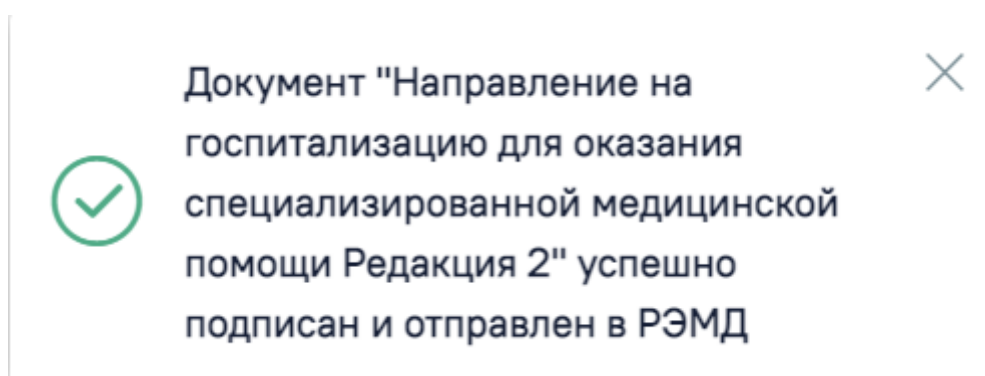 Документ "Направление на
госпитализацию для оказания
специализированной медицинской
помощи Редакция 2" успешно
подписан и отправлен в РЭМД